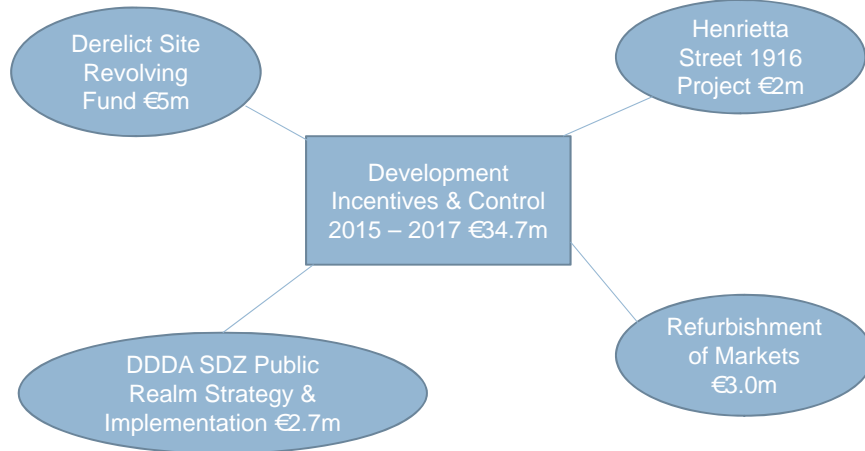 Derelict Site
Revolving
Fund €5m
Henrietta
Street 1916
Project €2m
Development
Incentives & Control
2015 – 2017 €34.7m
DDDA SDZ Public
Realm Strategy &
Implementation €2.7m
Refurbishment
of Markets
€3.0m